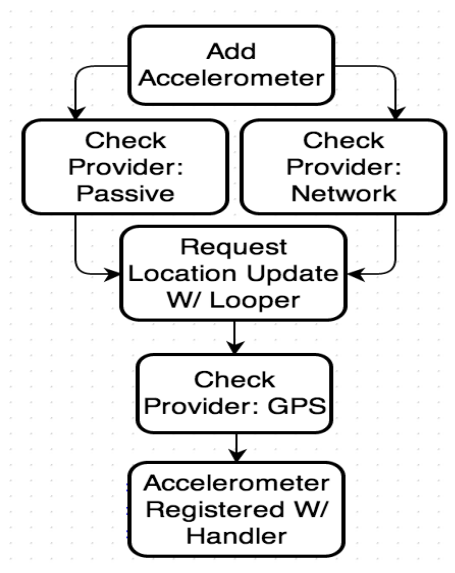 Add
Accelerometer
Check
Provider:
Passive
Check
Provider:
Network
Request
Location Update
W/ Looper
Check
Provider: GPS
Accelerometer
Registered W/
Handler